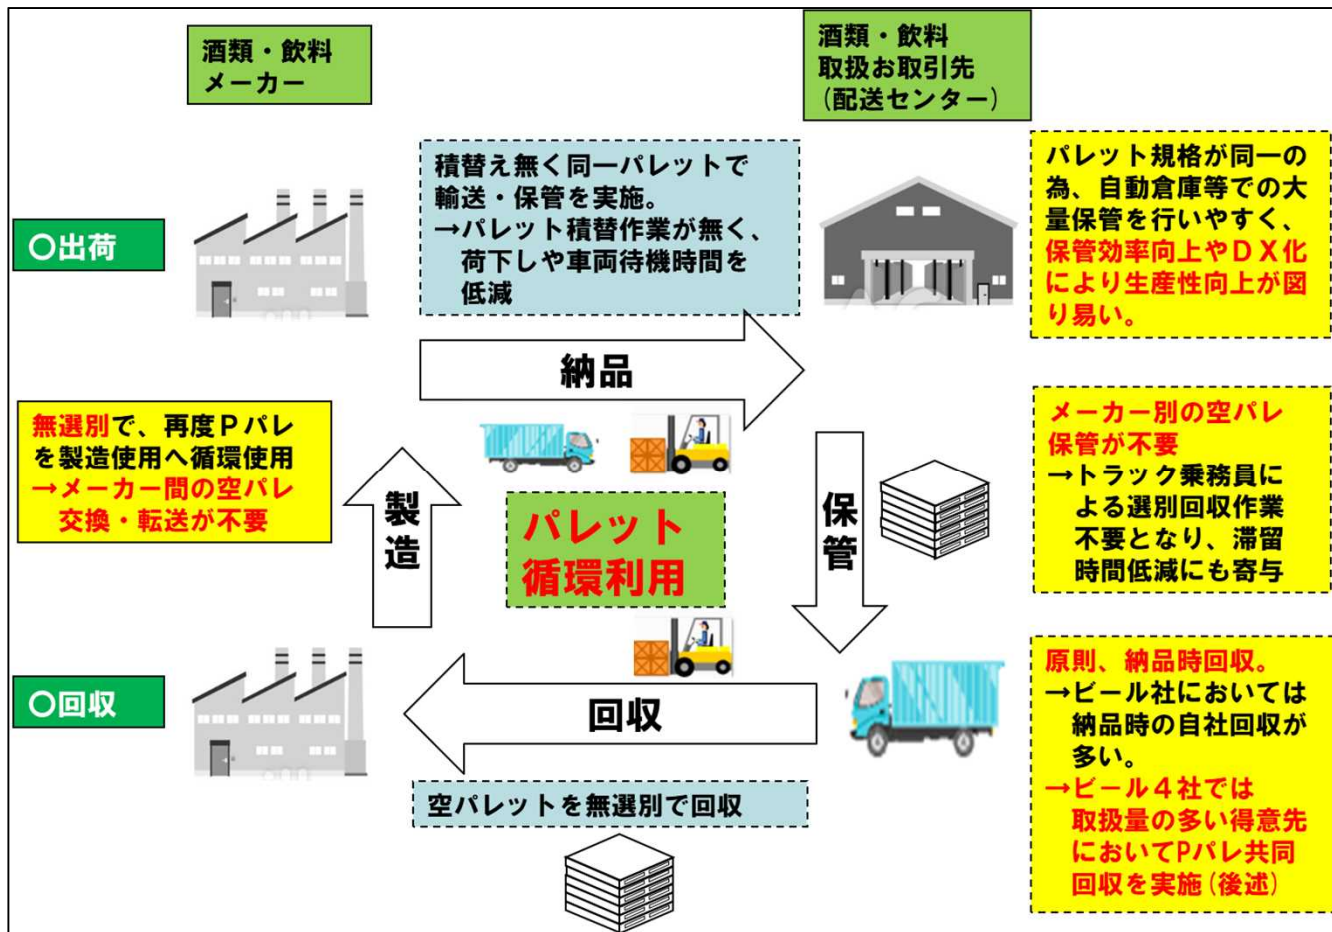 酒類・飲料
メーカー
酒類・飲料
取扱お取引先
(配送センター)
〇出荷
積替え無く同一パレットで
輸送・保管を実施。
→パレット積替作業が無く、
荷下しや車両待機時間を
低減
パレット規格が同一の
為、自動倉庫等での大
量保管を行いやすく、
保管効率向上やＤＸ化
により生産性向上が図
り易い。
納品
無選別で、再度Ｐパレ
を製造使用へ循環使用
→メーカー間の空パレ
交換・転送が不要
製造
パレット
循環利用
保管
メーカー別の空パレ
保管が不要
→トラック乗務員に
よる選別回収作業
不要となり、滞留
時間低減にも寄与
〇回収
回収
空パレットを無選別で回収
原則、納品時回収。
→ビール社においては
納品時の自社回収が
多い。
→ビール４社では
取扱量の多い得意先
においてPパレ共同
回収を実施(後述)